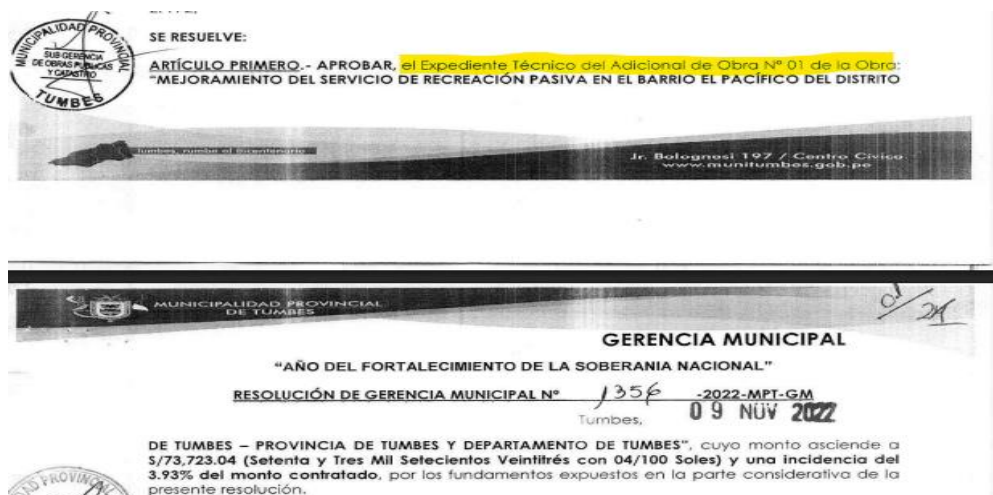 MUNICIPALIDAD PROVINCIAL
SUB GERENCIA
DE OBRAS PUBLICAS
Y CATASTRO
TUMBES
SE RESUELVE:
ARTÍCULO PRIMERO.- APROBAR, el Expediente Técnico del Adicional de Obra N° 01 de la Obra:
"MEJORAMIENTO DEL SERVICIO DE RECREACIÓN PASIVA EN EL BARRIO EL PACÍFICO DEL DISTRITO
Tumbes, rumbo al Bicentenario
Jr. Bolognesi 197 / Centro Civico
www.munitumbes.gob.pe
MUNICIPALIDAD PROVINCIAL
DE TUMBES
01
21
GERENCIA MUNICIPAL
"AÑO DEL FORTALECIMIENTO DE LA SOBERANIA NACIONAL"
RESOLUCIÓN DE GERENCIA MUNICIPAL N° 1356 -2022-MPT-GM
Tumbes, 09 NOV 2022
DE TUMBES – PROVINCIA DE TUMBES Y DEPARTAMENTO DE TUMBES", cuyo monto asciende a
S/73,723.04 (Setenta y Tres Mil Setecientos Veintitrés con 04/100 Soles) y una incidencia del
3.93% del monto contratado, por los fundamentos expuestos en la parte considerativa de la
presente resolución.